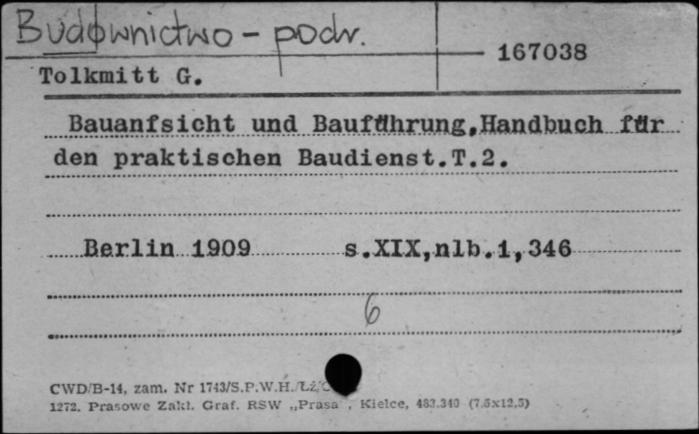 Budownictwo - podr.
167038
Tolkmitt G.
Bauanfsicht und Bauführung,Handbuch für
den praktischen Baudienst.T.2.
Berlin 1909 s.XIX,nlb.1,346
6
CWD/B-14, zam. Nr 1743/S.P.W.H.
1272. Prasowe Zakł. Graf. RSW „Prasa", Kielce, 483.340 (7.5x12.5)